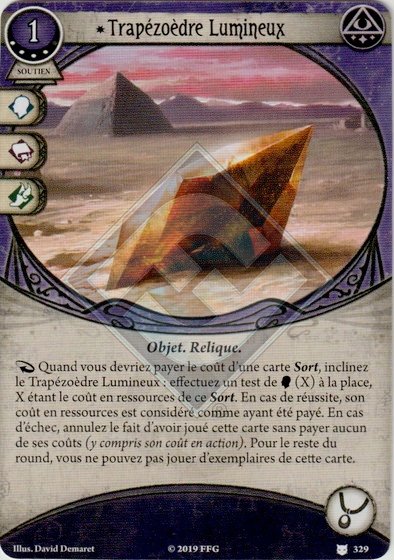 1
Trapézoèdre Lumineux
SOUTIEN
Objet. Relique.
Quand vous devriez payer le coût d'une carte Sort, inclinez
le Trapézoèdre Lumineux : effectuez un test de (X) à la place,
X étant le coût en ressources de ce Sort. En cas de réussite, son
coût en ressources est considéré comme ayant été payé. En cas
d'échec, annulez le fait d'avoir joué cette carte sans payer aucun
de ses coûts (y compris son coût en action). Pour le reste du
round, vous ne pouvez pas jouer d'exemplaires de cette carte.
Illus. David Demaret
© 2019 FFG
329